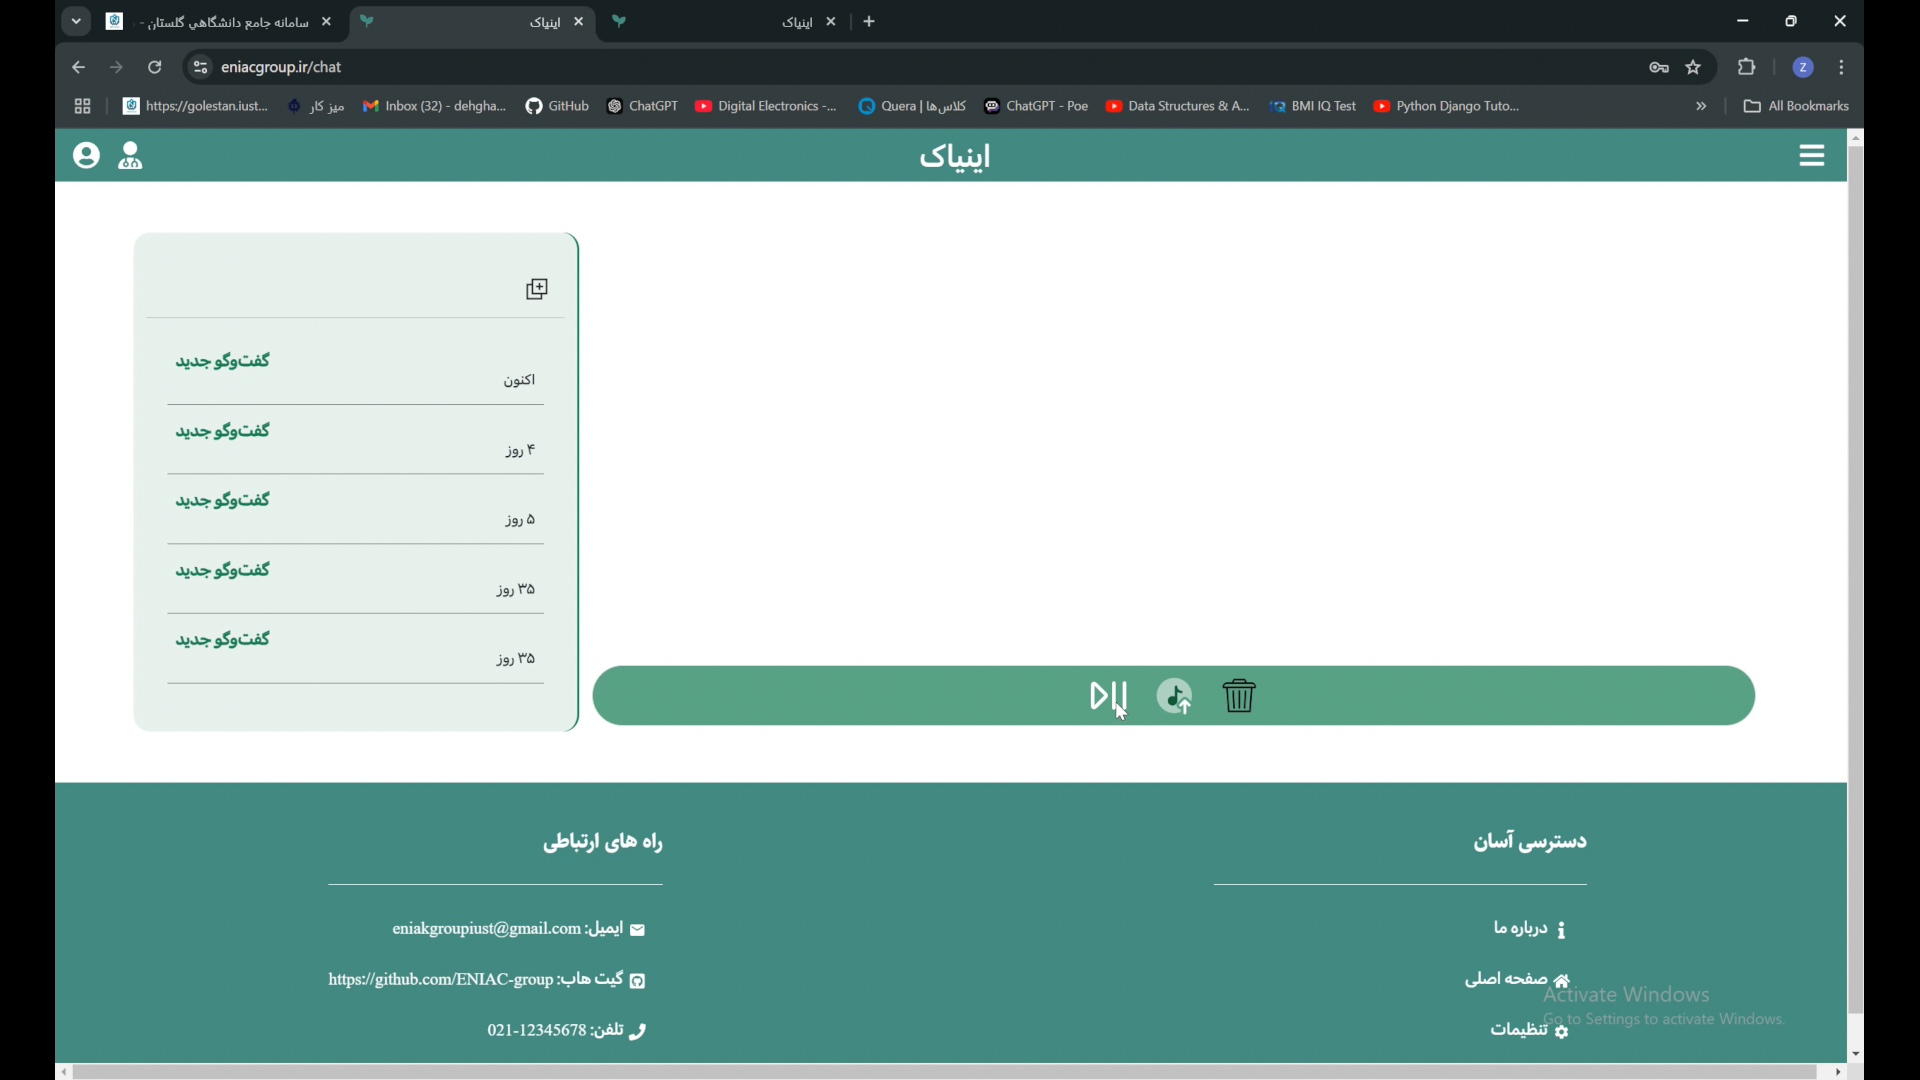 سامانه جامع دانشگاهی گلستان -
اینیاک
اینیاک
eniacgroup.ir/chat
Z
https://golestan.iust...
میز کار
Inbox (32) - dehgha...
GitHub
ChatGPT
Digital Electronics -...
Quera | کلاس‌ها
ChatGPT - Poe
Data Structures & A...
BMI IQ Test
Python Django Tuto...
»
All Bookmarks
اینیاک
گفت‌وگو جدید
اکنون
گفت‌وگو جدید
۴ روز
گفت‌وگو جدید
۵ روز
گفت‌وگو جدید
۳۵ روز
گفت‌وگو جدید
۳۵ روز
دسترسی آسان
درباره ما
صفحه اصلی
تنظیمات
راه های ارتباطی
ایمیل: eniakgroupiust@gmail.com
گیت هاب: https://github.com/ENIAC-group
تلفن: 021-12345678
Activate Windows
Go to Settings to activate Windows.